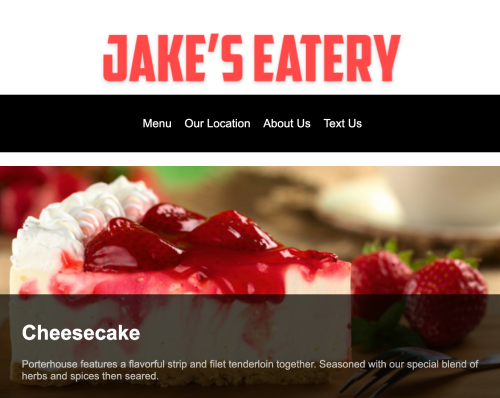 JAKE'S EATERY
Menu Our Location About Us Text Us
Cheesecake
Porterhouse features a flavorful strip and filet tenderloin together. Seasoned with our special blend of
herbs and spices then seared.